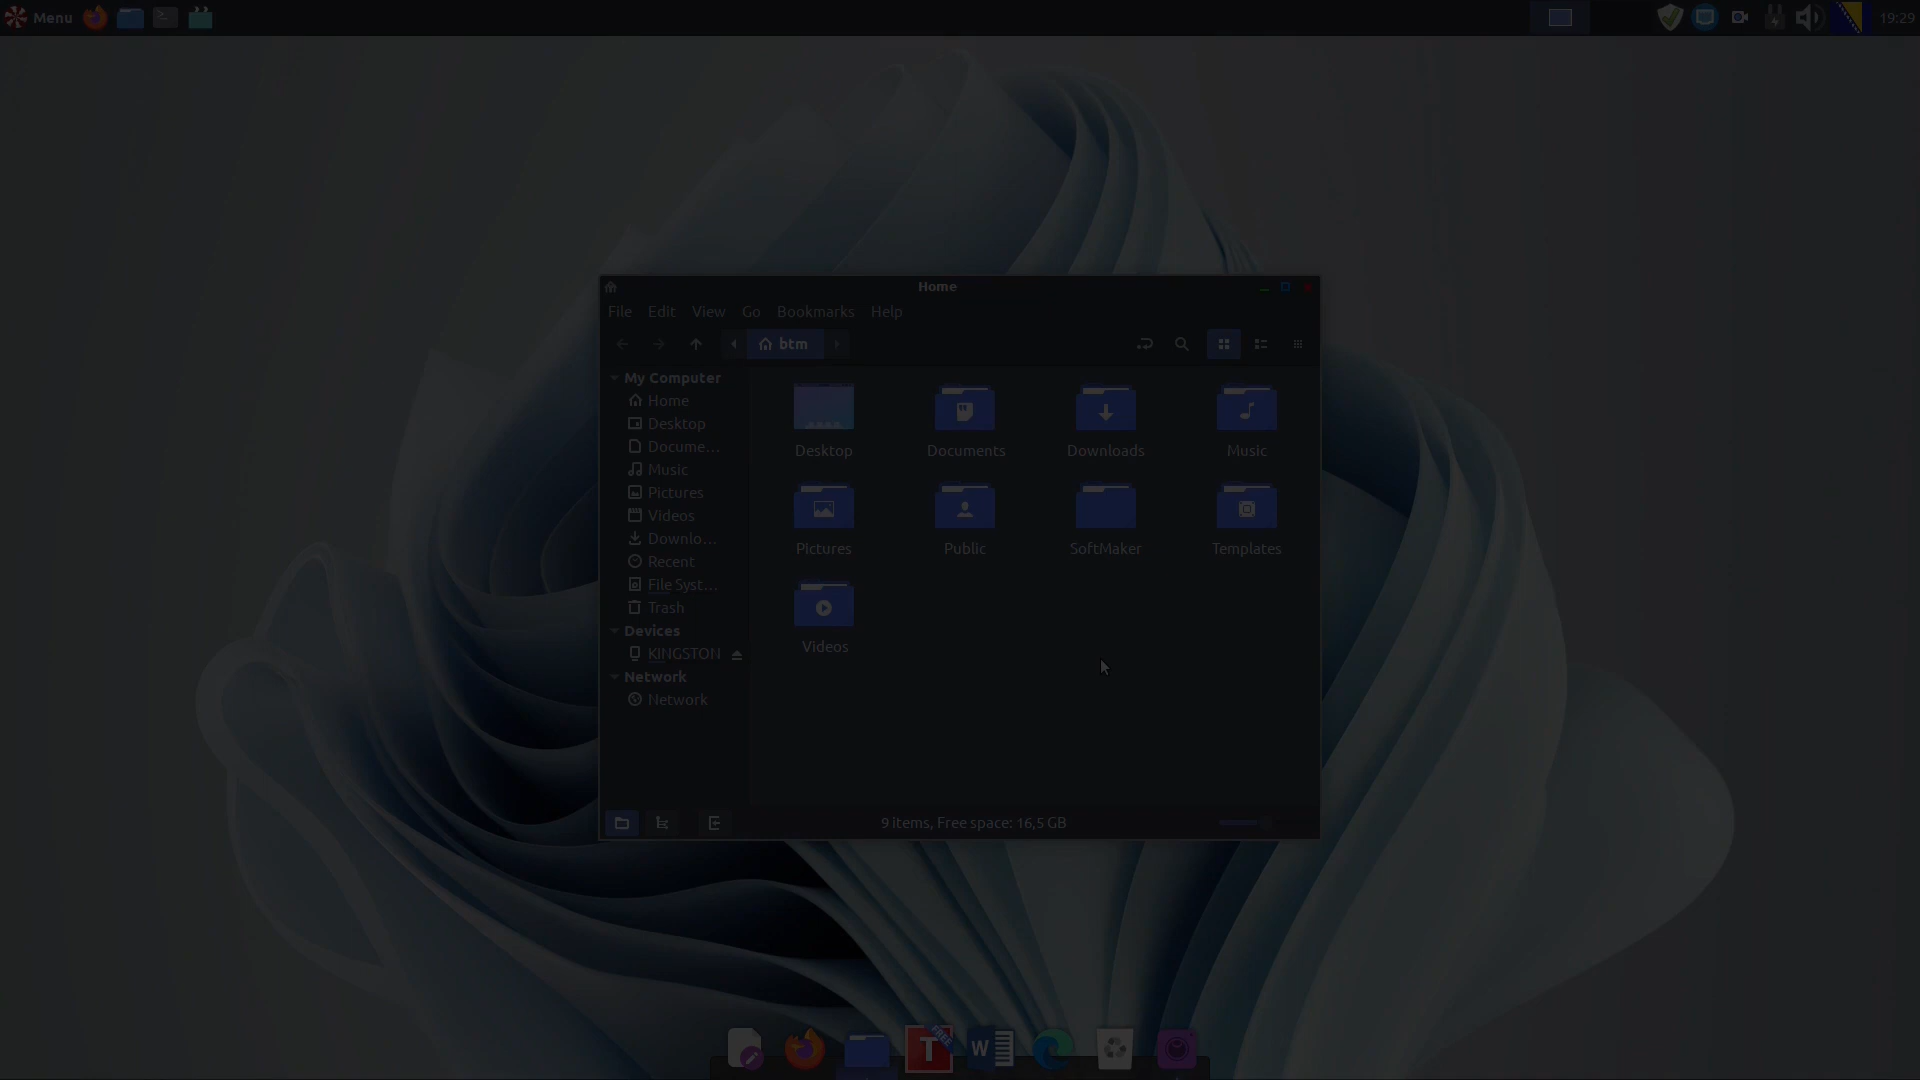 Menu
19:29
Home
File Edit View Go Bookmarks Help
btm
My Computer
Home
Desktop
Docume...
Music
Pictures
Videos
Downlo...
Recent
File Syst...
Trash
Devices
KINGSTON
Network
Network
Desktop Documents Downloads Music
Pictures Public SoftMaker Templates
Videos
9 items, Free space: 16,5 GB
FREE
T
W